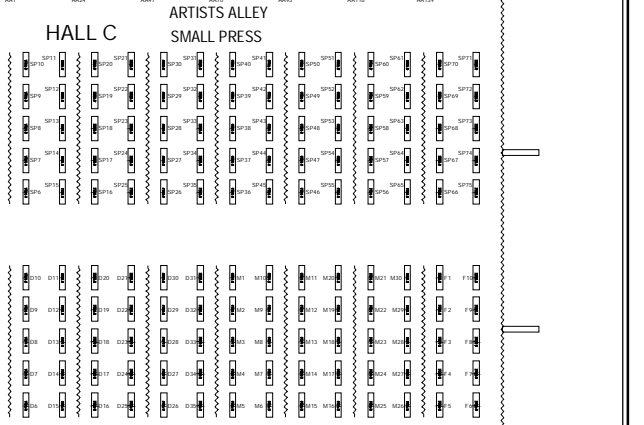 ARTISTS ALLEY
HALL C
SMALL PRESS
SP11 SP21 SP31 SP41 SP51 SP61 SP71
SP10 SP20 SP30 SP40 SP50 SP60 SP70
SP12 SP22 SP32 SP42 SP52 SP62 SP72
SP9 SP19 SP29 SP39 SP49 SP59 SP69
SP13 SP23 SP33 SP43 SP53 SP63 SP73
SP8 SP18 SP28 SP38 SP48 SP58 SP68
SP14 SP24 SP34 SP44 SP54 SP64 SP74
SP7 SP17 SP27 SP37 SP47 SP57 SP67
SP15 SP25 SP35 SP45 SP55 SP65 SP75
SP6 SP16 SP26 SP36 SP46 SP56 SP66
D10 D11 D20 D21 D30 D31 M1 M10 M11 M20 M21 M30 F1 F10
D9 D12 D19 D22 D29 D32 M2 M9 M12 M19 M22 M29 F2 F9
D8 D13 D18 D23 D28 D33 M3 M8 M13 M18 M23 M28 F3 F8
D7 D14 D17 D24 D27 D34 M4 M7 M14 M17 M24 M27 F4 F7
D6 D15 D16 D25 D26 D35 M5 M6 M15 M16 M25 M26 F5 F6